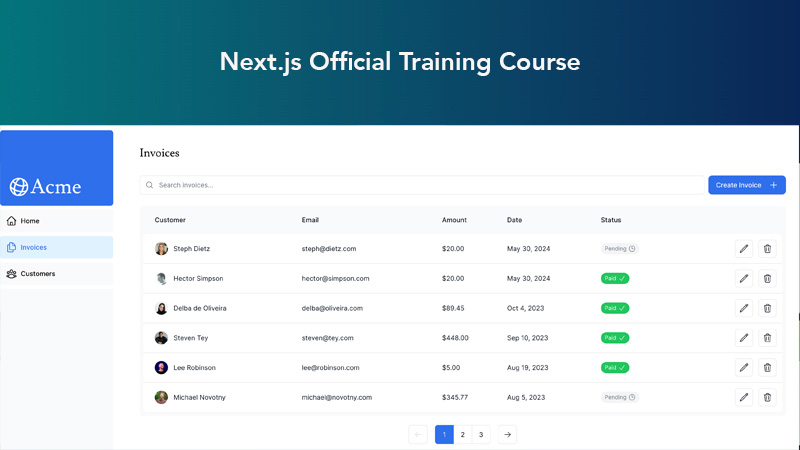 Next.js Official Training Course
Acme
Home
Invoices
Customers
Invoices
Search invoices...
Create Invoice
Customer Email Amount Date Status
Steph Dietz steph@dietz.com $20.00 May 30, 2024 Pending
Hector Simpson hector@simpson.com $20.00 May 30, 2024 Paid
Delba de Oliveira delba@oliveira.com $89.45 Oct 4, 2023 Paid
Steven Tey steven@tey.com $448.00 Sep 10, 2023 Paid
Lee Robinson lee@robinson.com $5.00 Aug 19, 2023 Paid
Michael Novotny michael@novotny.com $345.77 Aug 5, 2023 Pending
1 2 3